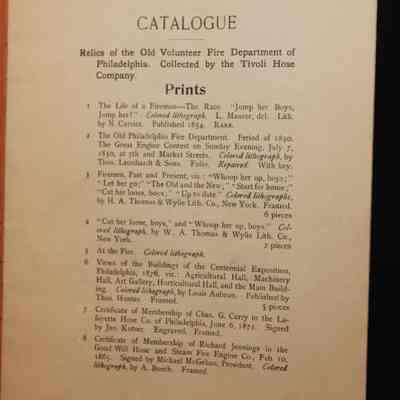 CATALOGUE
Relics of the Old Volunteer Fire Department of
Philadelphia. Collected by the Tivoli Hose
Company.
Prints
1 The Life of a Fireman—The Race. "Jump her Boys,
Jump her!" Colored lithograph. L. Maurer, del. Lith.
by N. Currier. Published 1854. RARE.
2 The Old Philadelphia Fire Department. Period of 1850.
The Great Engine Contest on Sunday Evening, July 7,
1850, at 5th and Market Streets. Colored lithograph, by
Thos. Leonhardt & Sons. Folio. Repaired. With key.
3 Firemen, Past and Present, viz: "Whoop her up, boys;"
"Let her go;" "The Old and the New;" "Start for home;"
"Cut her loose, boys;" "Up to date." Colored lithographs,
by H. A. Thomas & Wylie Lith. Co., New York. Framed.
6 pieces
4 "Cut her loose, boys," and "Whoop her up, boys." Col-
ored lithograph, by W. A. Thomas & Wylie Lith. Co.,
New York.
2 pieces
5 At the Fire. Colored lithograph.
6 Views of the Buildings of the Centennial Exposition,
Philadelphia, 1876, viz.: Agricultural Hall, Machinery
Hall, Art Gallery, Horticultural Hall, and the Main Build-
ing. Colored lithograph, by Louis Aubrun. Published by
Thos. Hunter. Framed.
5 pieces
7 Certificate of Membership of Chas. G. Curry in the La-
fayette Hose Co. of Philadelphia, June 6, 1871. Signed
by Jno. Engraved. Framed.
8 Certificate of Membership of Richard Jennings in the
Good Will Hose and Steam Fire Engine Co., Feb. 10,
1865. Signed by Michael McGehan, President. Colored
lithograph, by A. Framed.